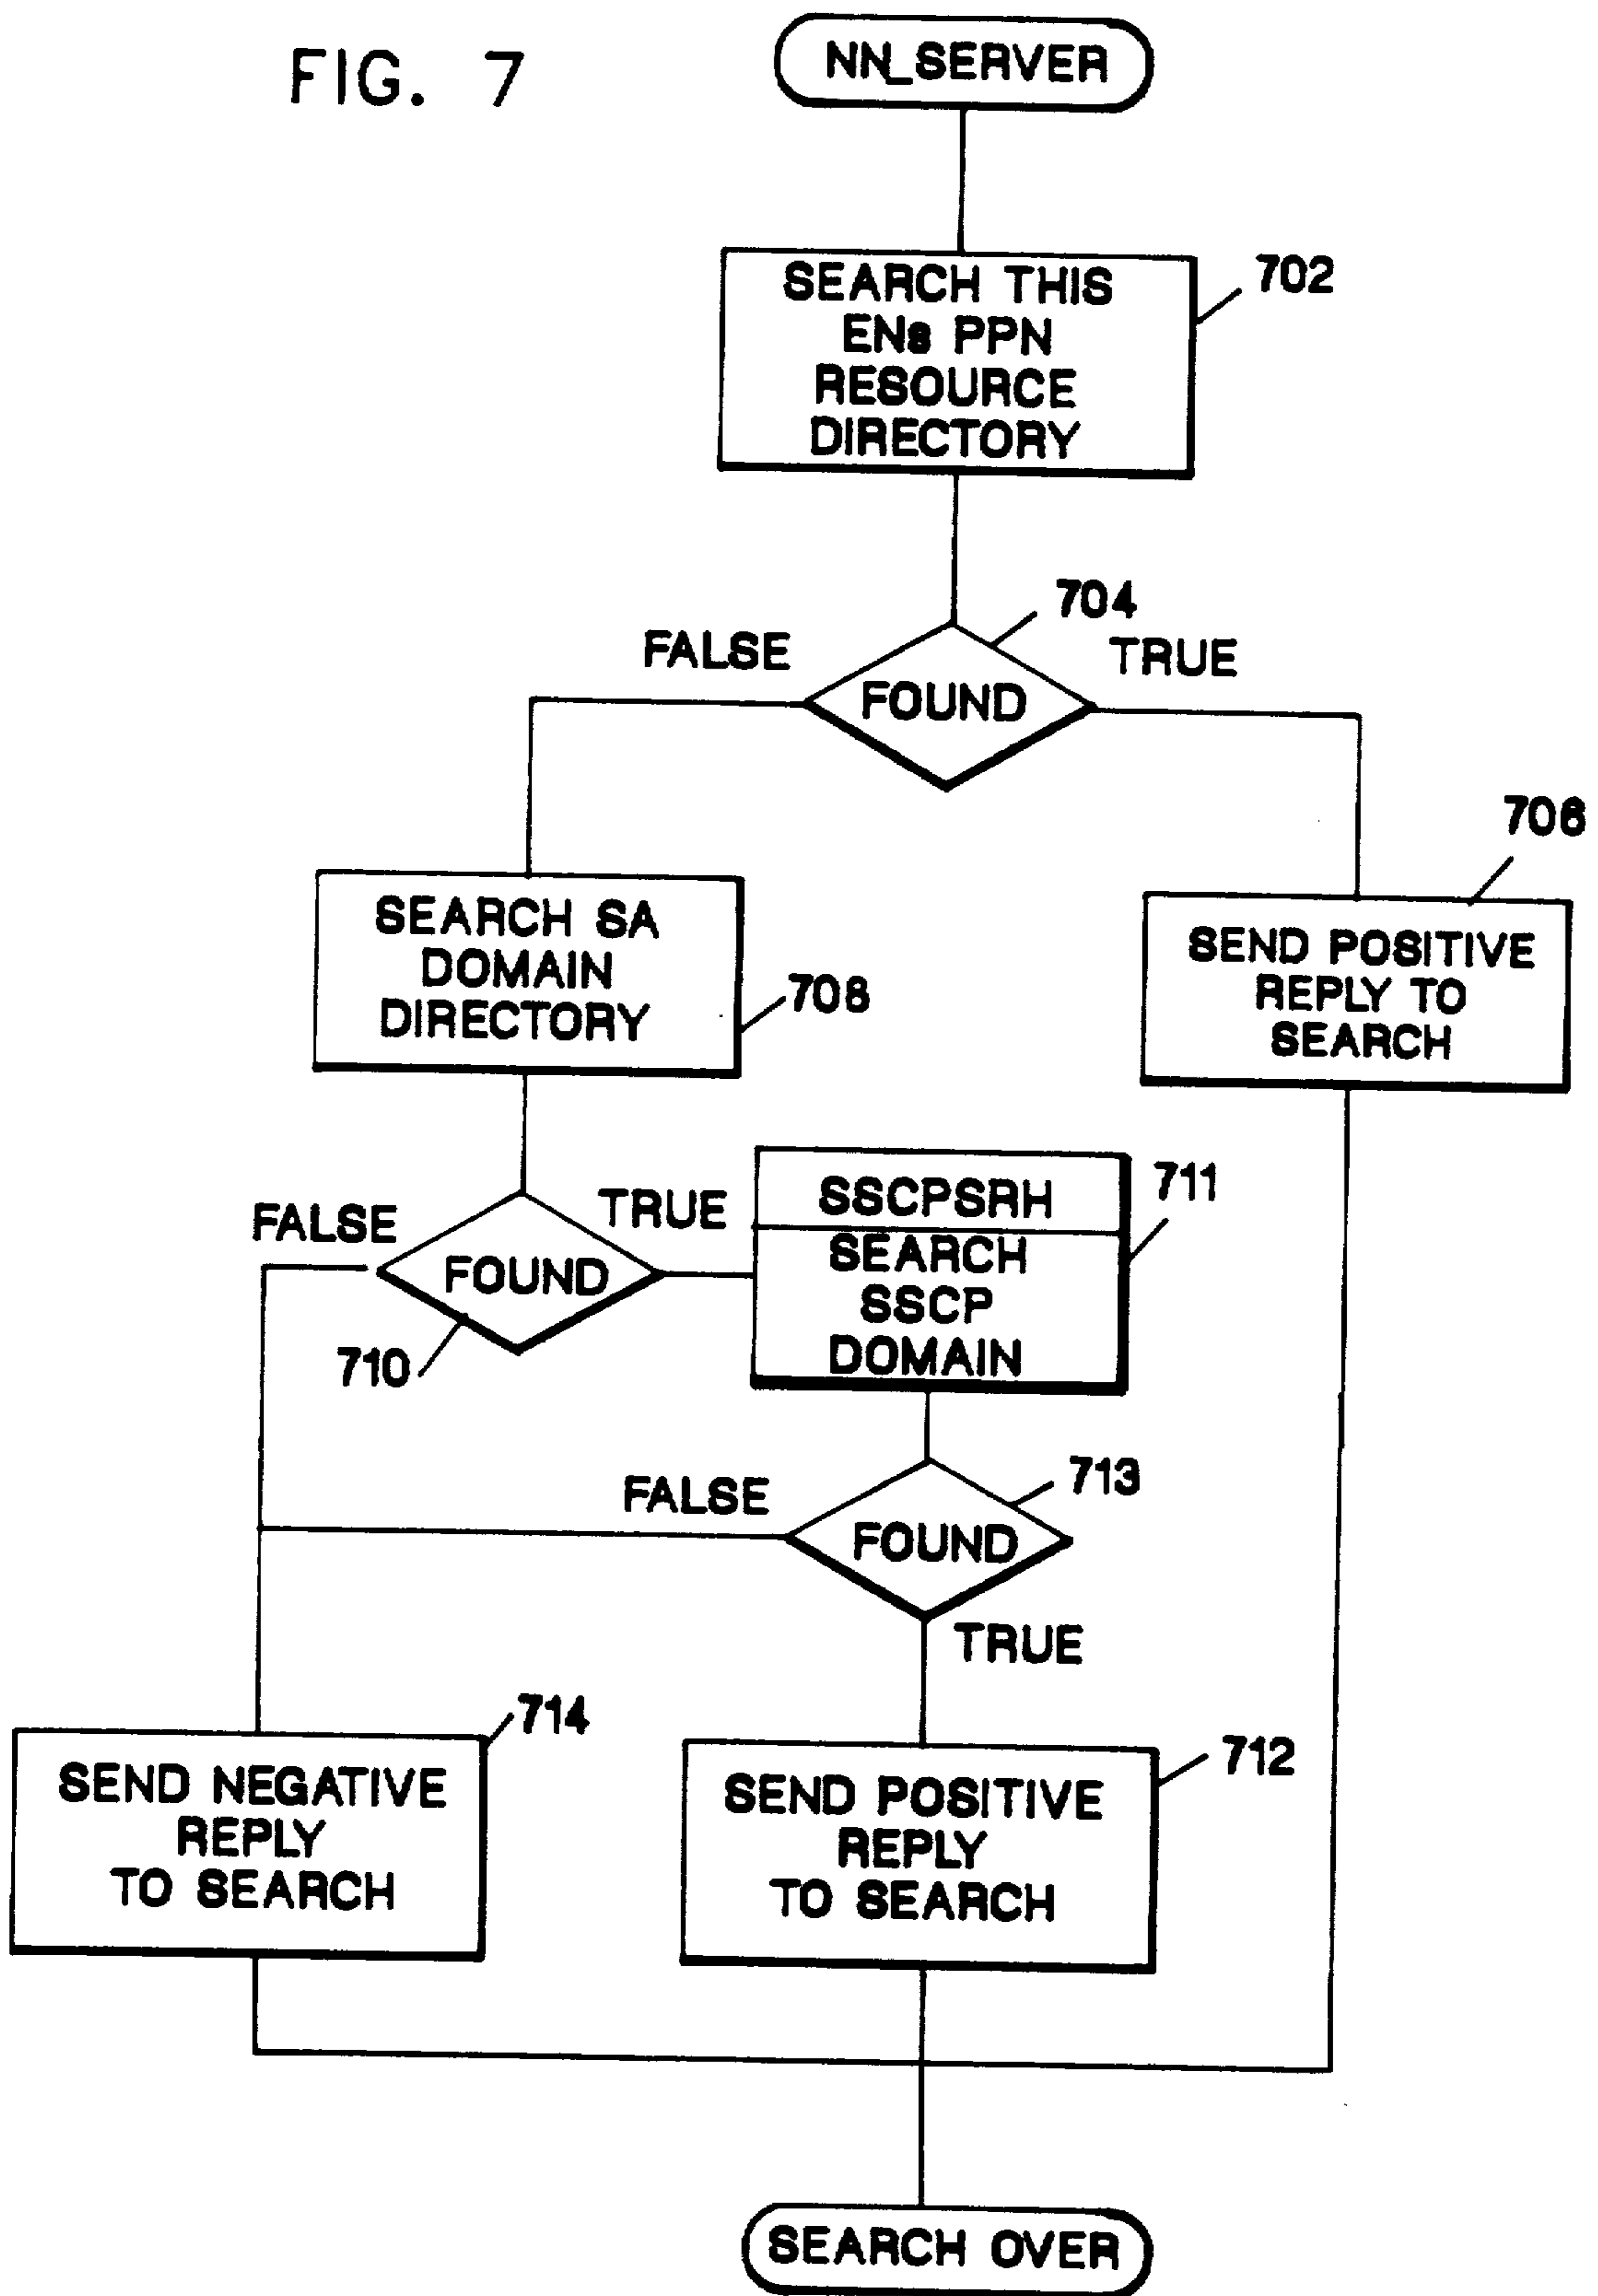 FIG. 7
NN_SERVER
SEARCH THIS
ENs PPN
RESOURCE
DIRECTORY
702
704
FALSE
TRUE
FOUND
706
SEARCH SA
DOMAIN
DIRECTORY
708
SEND POSITIVE
REPLY TO
SEARCH
FALSE
TRUE
FOUND
710
SSCPSRH
SEARCH
SSCP
DOMAIN
711
FALSE
713
FOUND
TRUE
714
SEND NEGATIVE
REPLY
TO SEARCH
712
SEND POSITIVE
REPLY
TO SEARCH
SEARCH OVER